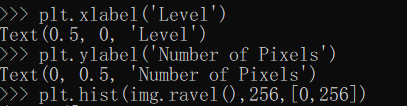 >>> plt.xlabel('Level')
Text(0.5, 0, 'Level')
>>> plt.ylabel('Number of Pixels')
Text(0, 0.5, 'Number of Pixels')
>>> plt.hist(img.ravel(),256,[0,256])